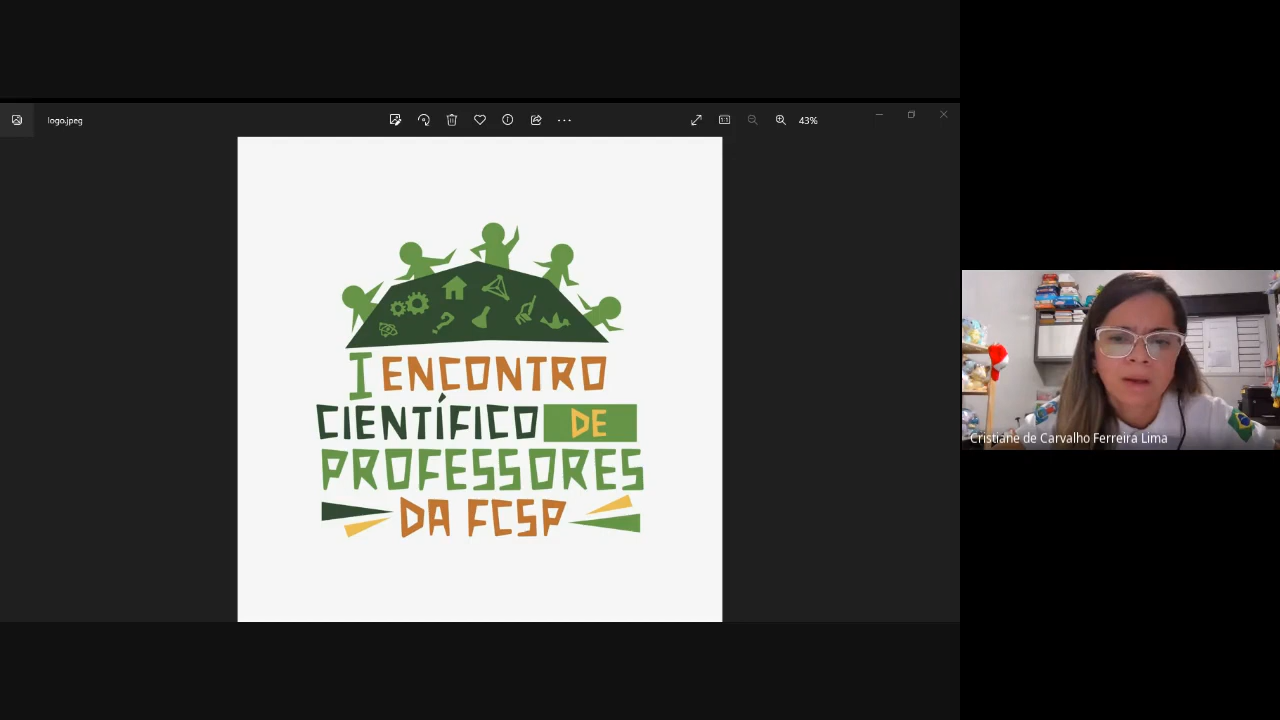 logo.jpeg
43%
I ENCONTRO
CIENTÍFICO DE
PROFESSORES
DA FCSP
Cristiane de Carvalho Ferreira Lima